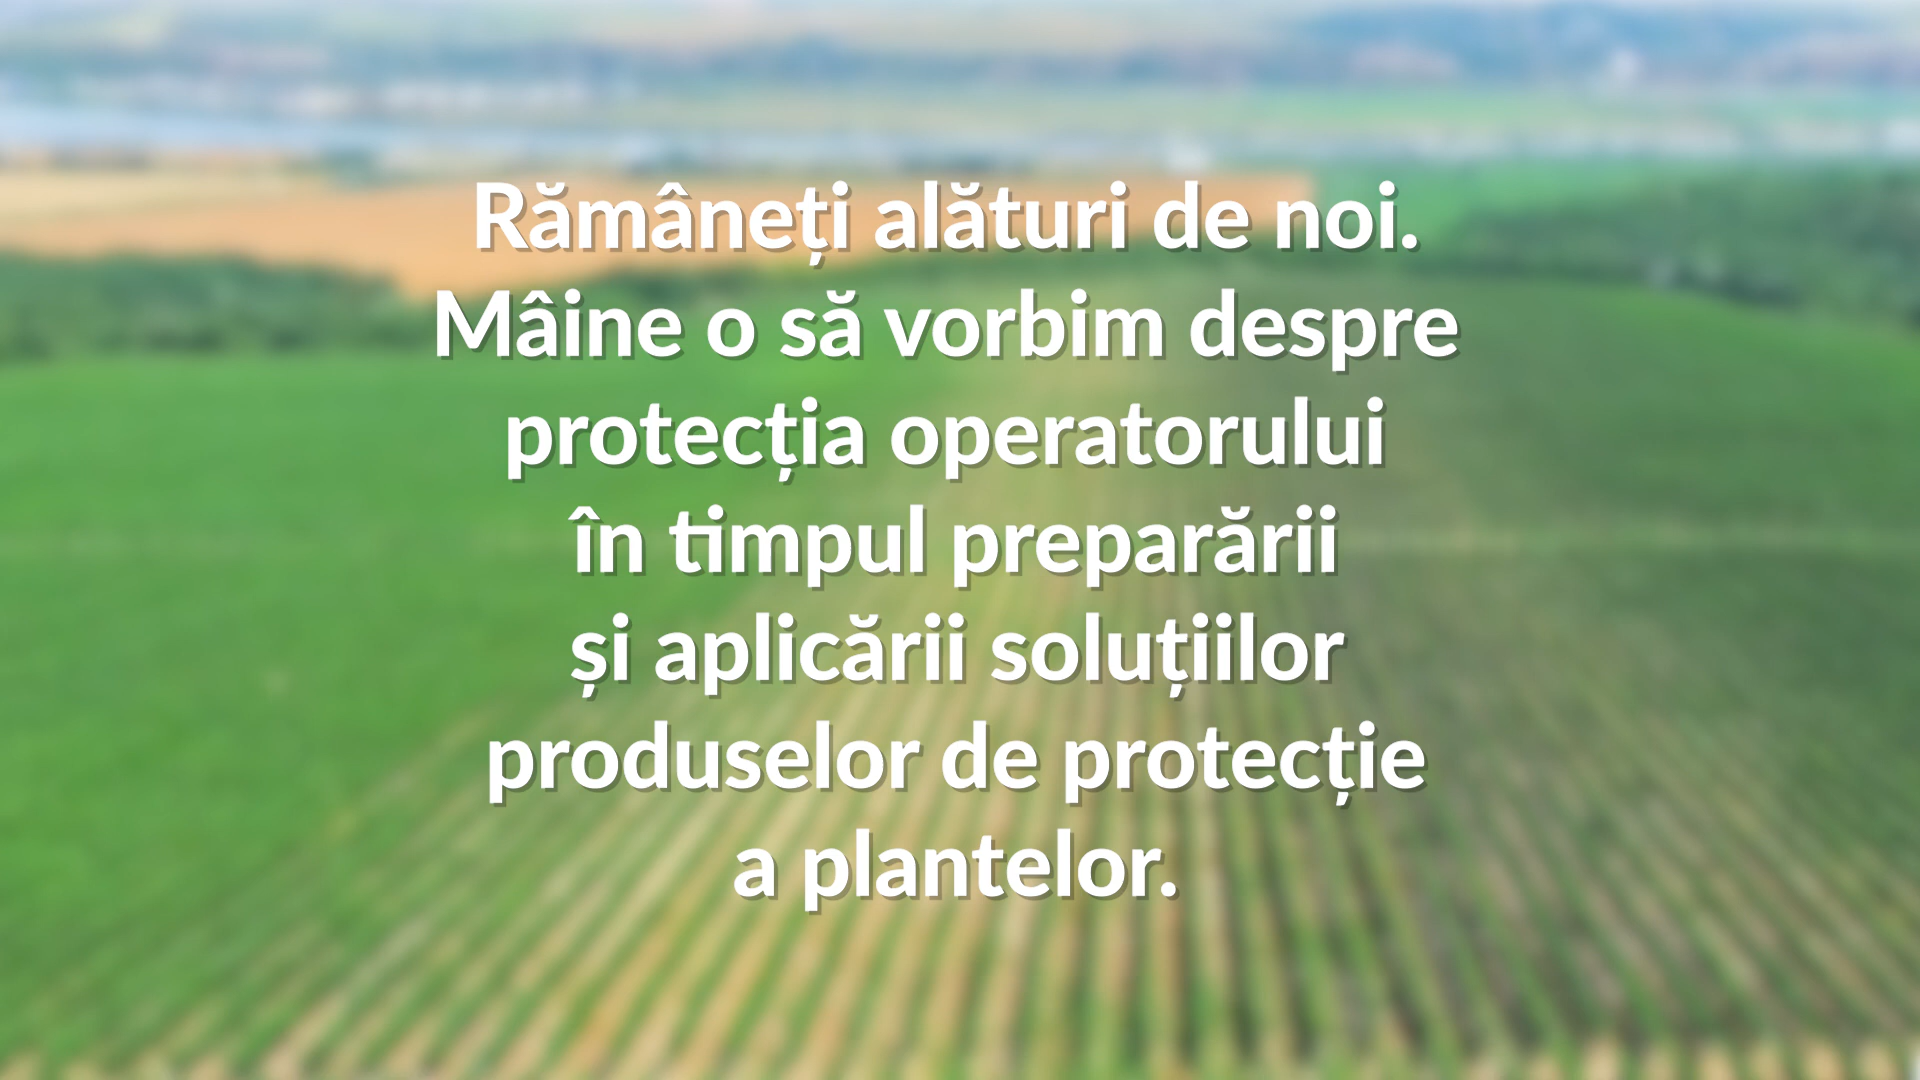 Rămâneți alături de noi.
Mâine o să vorbim despre
protecția operatorului
în timpul preparării
și aplicării soluțiilor
produselor de protecție
a plantelor.